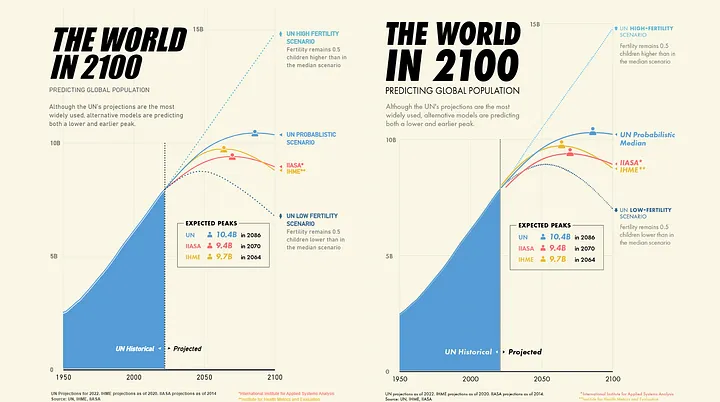 THE WORLD
IN 2100
PREDICTING GLOBAL POPULATION
Although the UN's projections are the most
widely used, alternative models are predicting
both a lower and earlier peak.
15B
UN HIGH FERTILITY
SCENARIO
Fertility remains 0.5
children higher than in
the median scenario
10B
UN PROBABLISTIC
SCENARIO
IIASA*
IHME**
UN LOW FERTILITY
SCENARIO
Fertility remains 0.5
children lower than in
the median scenario
EXPECTED PEAKS
UN 10.4B in 2086
IIASA 9.4B in 2070
IHME 9.7B in 2064
5B
UN Historical Projected
0
1950 2000 2050 2100
UN Projections for 2022. IHME projections as of 2020. IIASA projections as of 2014
Source: UN, IHME, IIASA
*International Institute for Applied Systems Analysis
**Institute for Health Metrics and Evaluation
THE WORLD
IN 2100
PREDICTING GLOBAL POPULATION
Although the UN's projections are the most
widely used, alternative models are predicting
both a lower and earlier peak.
15B
UN HIGH-FERTILITY
SCENARIO
Fertility remains 0.5
children higher than in
the median scenario
10B
UN Probabilistic
Median
IIASA*
IHME**
UN LOW-FERTILITY
SCENARIO
Fertility remains 0.5
children lower than in
the median scenario
EXPECTED PEAKS
UN 10.4B in 2086
IIASA 9.4B in 2070
IHME 9.7B in 2064
5B
UN Historical Projected
0
1950 2000 2050 2100
UN projections as of 2022. IHME projections as of 2020. IIASA projections as of 2014.
Source: UN, IHME, IIASA
*International Institute for Applied Systems Analysis
**Institute for Health Metrics and Evaluation